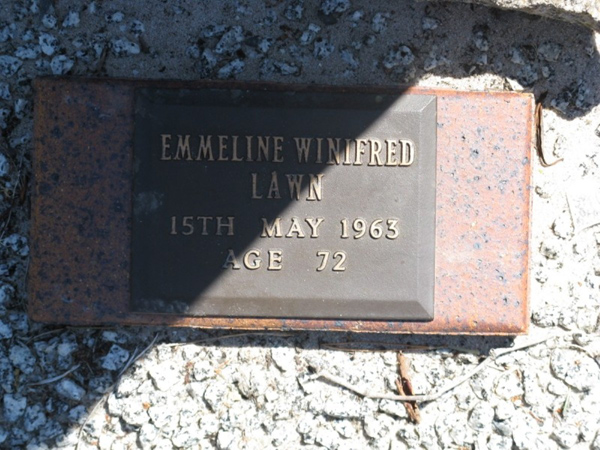 EMMELINE WINIFRED
LAWN
15TH MAY 1963
AGE 72